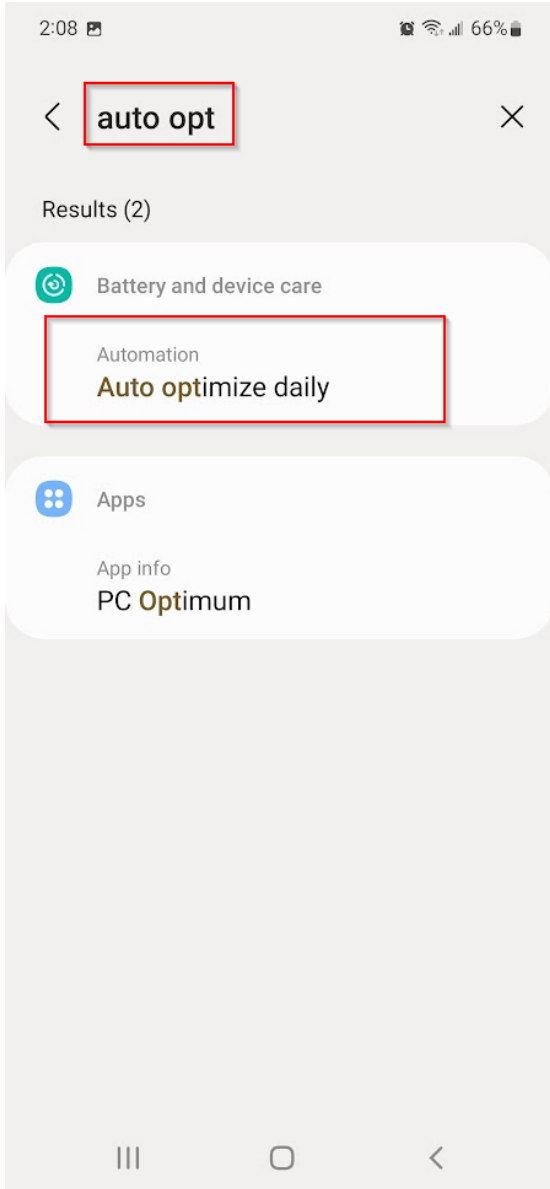 2:08 66%
auto opt
Results (2)
Battery and device care
Automation
Auto optimize daily
Apps
App info
PC Optimum